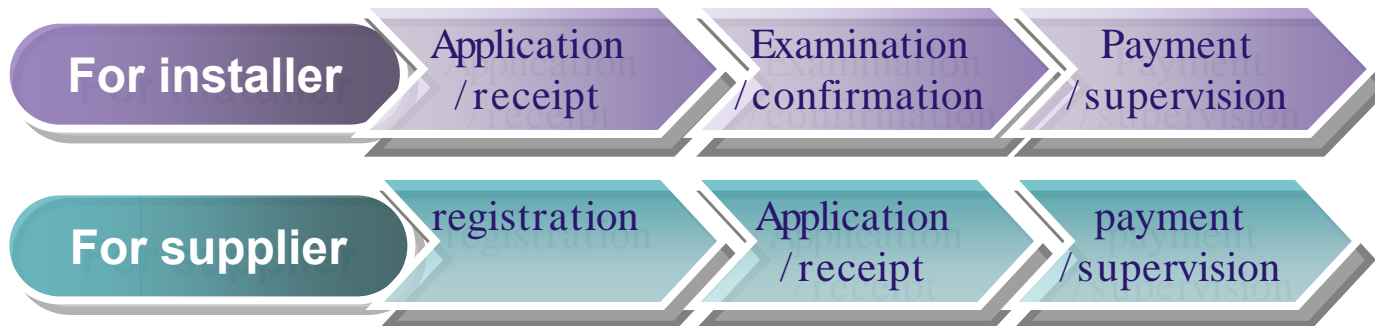 For installer
Application
/receipt
Examination
/confirmation
Payment
/supervision
For supplier
registration
Application
/receipt
payment
/supervision